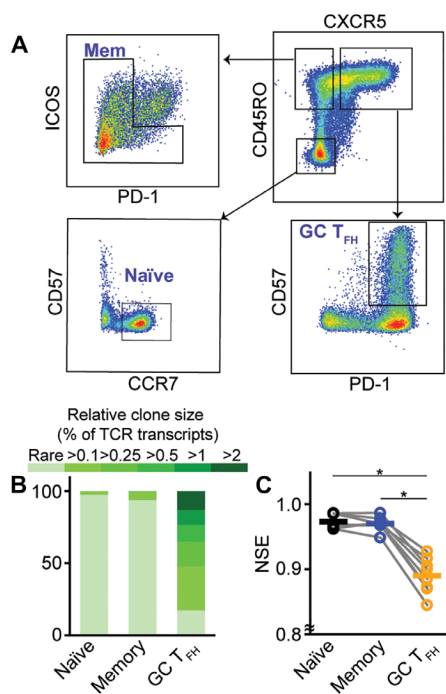 A
CXCR5
Mem
ICOS
PD-1
CD45RO
CD57
Naïve
CCR7
GC TFH
CD57
PD-1
Relative clone size
(% of TCR transcripts)
Rare >0.1 >0.25 >0.5 >1 >2
B
100
50
0
Naïve
Memory
GC TFH
C
*
*
NSE
1.0
0.9
0.8
Naïve
Memory
GC TFH